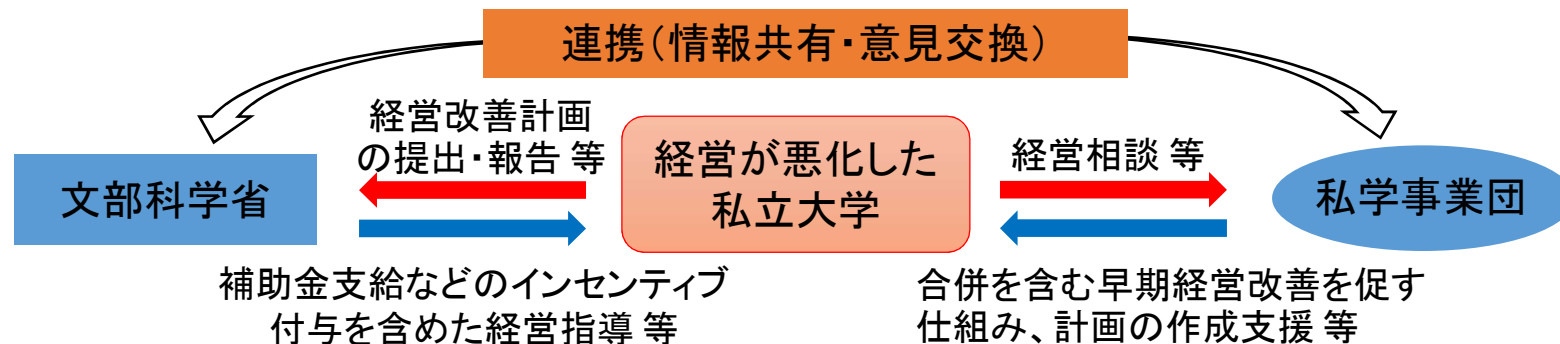 連携（情報共有・意見交換）
経営改善計画
の提出・報告 等
経営が悪化した
私立大学
経営相談 等
文部科学省
私学事業団
補助金支給などのインセンティブ
付与を含めた経営指導 等
合併を含む早期経営改善を促す
仕組み、計画の作成支援 等